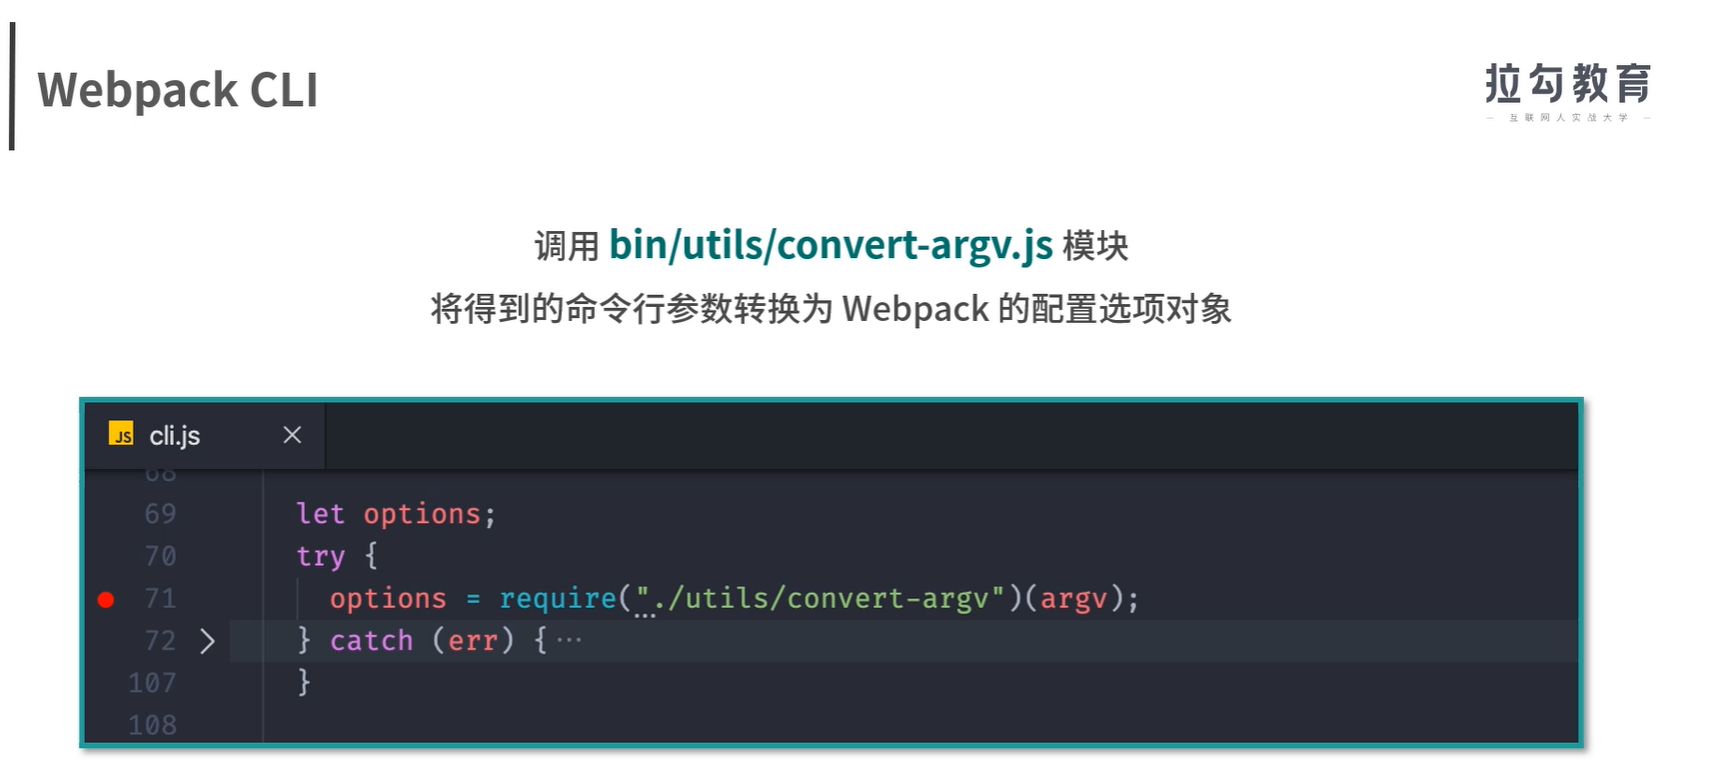 Webpack CLI
拉勾教育
— 互联网人实战大学 —
调用 bin/utils/convert-argv.js 模块
将得到的命令行参数转换为 Webpack 的配置选项对象
JS cli.js
68
69 let options;
70 try {
71 options = require("./utils/convert-argv")(argv);
72 } catch (err) {···
107 }
108